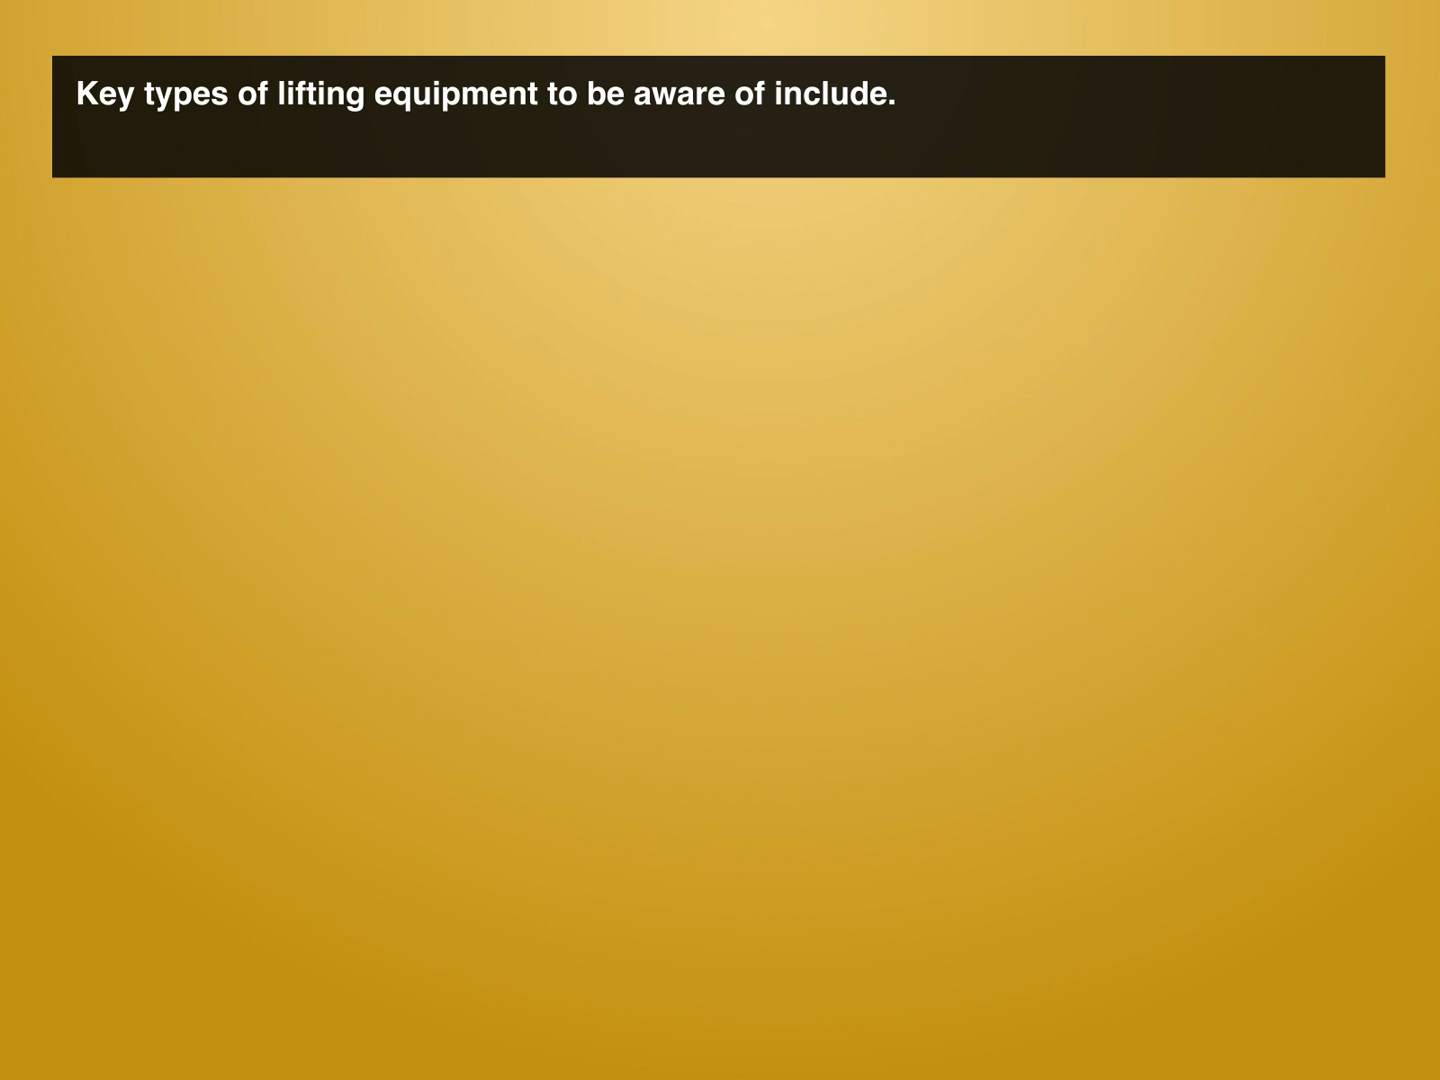 Key types of lifting equipment to be aware of include.